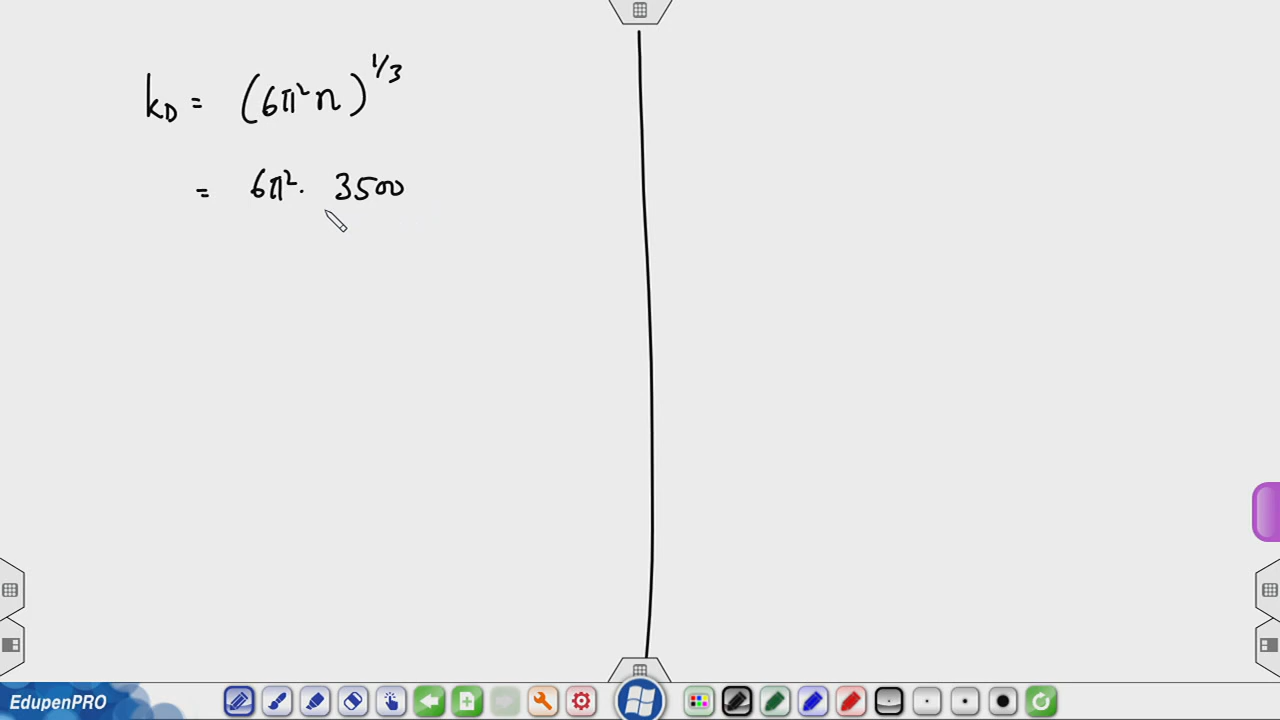 k_D = (6π²n)^1/3
= 6π² · 3500
EdupenPRO